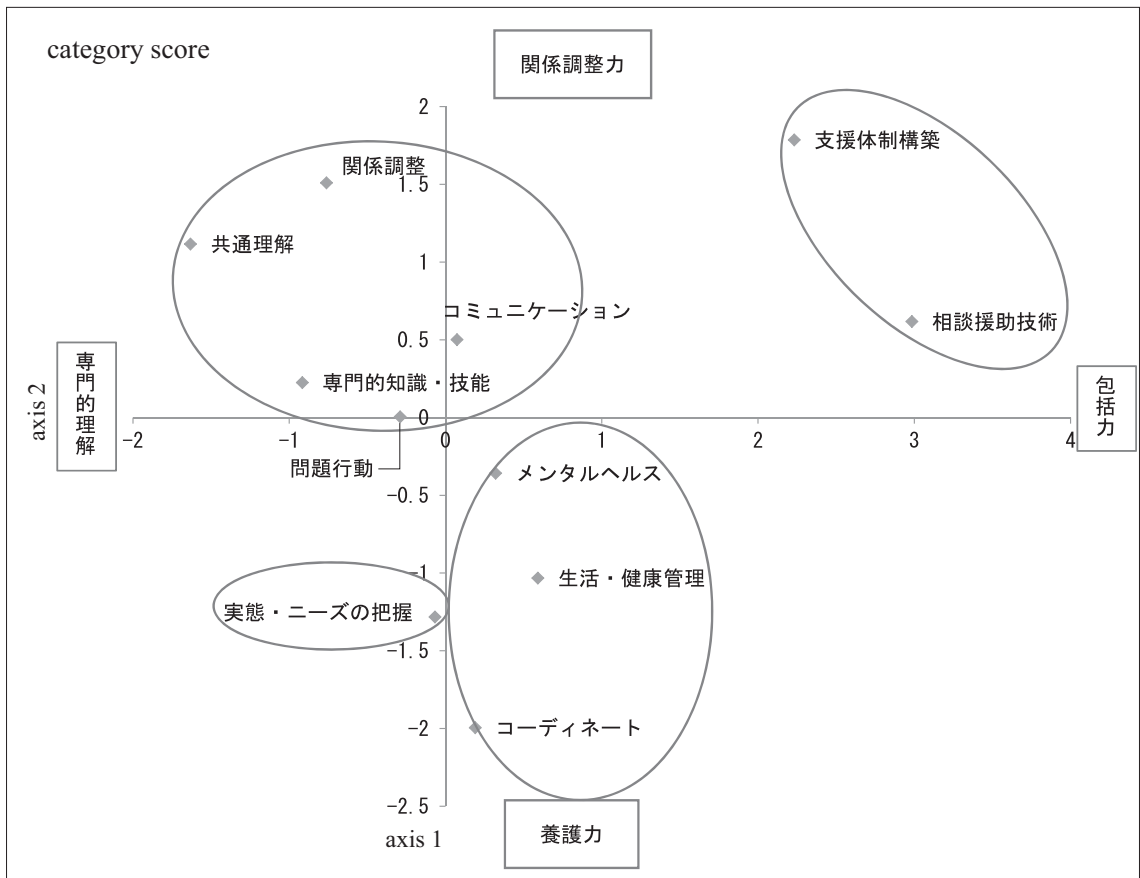 category score
関係調整力
2
支援体制構築
関係調整
1.5
共通理解
1
コミュニケーション
相談援助技術
0.5
専門的知識・技能
axis 2
専門的理解
包括力
0
-2
-1
0
1
2
3
4
問題行動
メンタルヘルス
-0.5
-1
生活・健康管理
実態・ニーズの把握
-1.5
-2
コーディネート
-2.5
axis 1
養護力